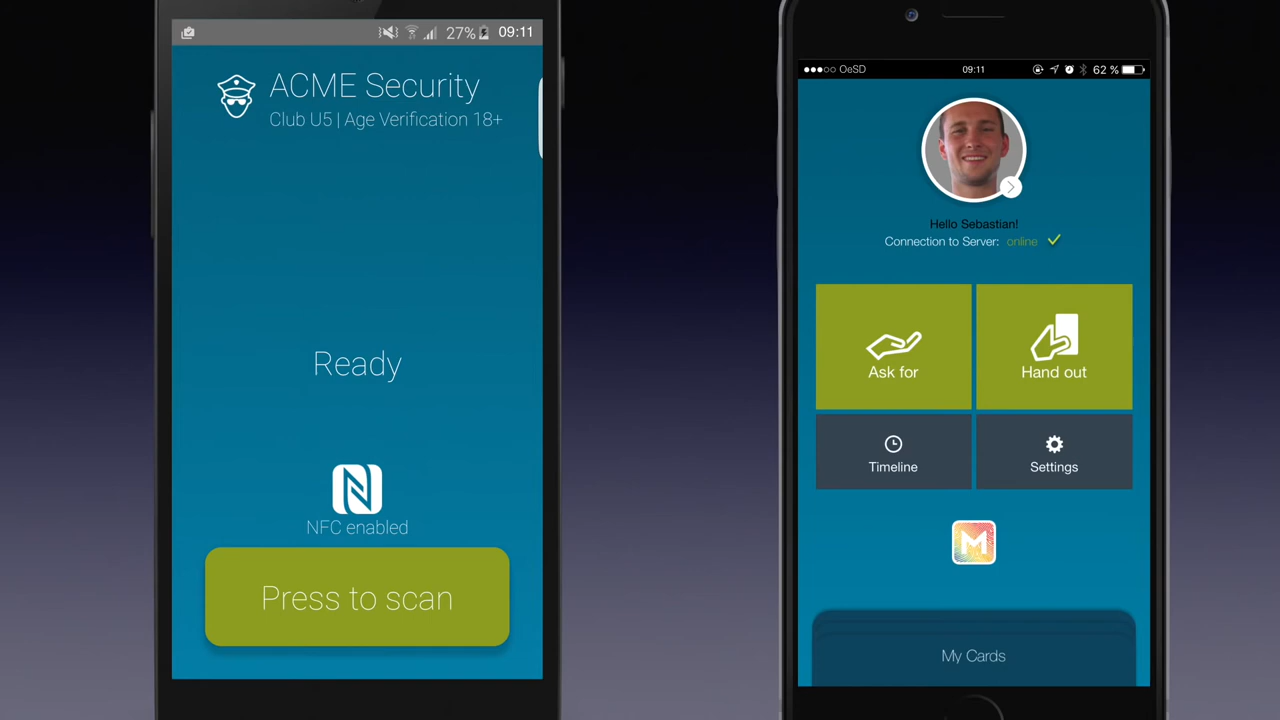 27% 09:11
ACME Security
Club U5 | Age Verification 18+
Ready
NFC enabled
Press to scan
OeSD 09:11 62 %
Hello Sebastian!
Connection to Server: online
Ask for
Hand out
Timeline
Settings
M
My Cards